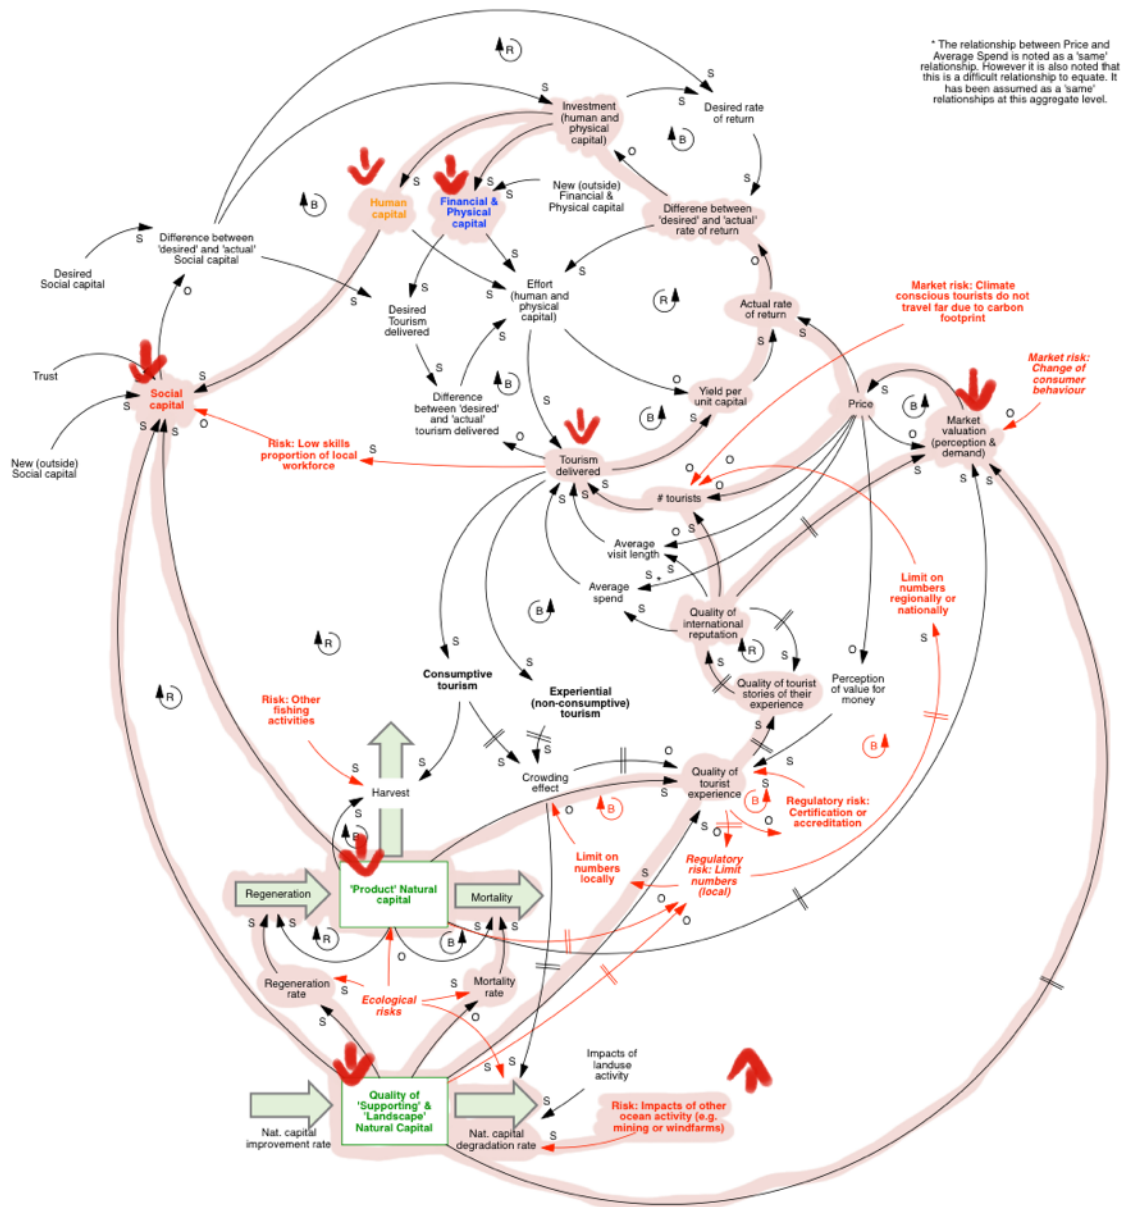 * The relationship between Price and
Average Spend is noted as a 'same'
relationship. However it is also noted that
this is a difficult relationship to equate. It
has been assumed as a 'same'
relationships at this aggregate level.
R
S
S
Investment
(human and
physical
capital)
S
Desired rate
of return
B
O
S
S
S
S
New (outside)
Financial &
Physical capital
S
B
Human
capital
Financial &
Physical
capital
Differene between
'desired' and 'actual'
rate of return
S
Difference between
'desired' and 'actual'
Social capital
Desired
Social capital
O
S
S
S
S
S
O
Effort
(human and
physical
capital)
R
Actual rate
of return
Market risk: Climate
conscious tourists do not
travel far due to carbon
footprint
Desired
Tourism
delivered
S
S
Market risk:
Change of
consumer
behaviour
Trust
S
S
S
B
O
Yield per
unit capital
S
Price
B
Social
capital
S
S
S
O
Difference
between 'desired'
and 'actual'
tourism delivered
S
B
S
O
Market
valuation
(perception &
demand)
O
New (outside)
Social capital
Risk: Low skills
proportion of local
workforce
S
O
Tourism
delivered
O
O
O
S
S
S
S
S
# tourists
S
Average
visit length
O
S
S
*
Average
spend
S
Limit on
numbers
regionally or
nationally
Quality of
international
reputation
B
R
R
S
S
S
S
O
S
Consumptive
tourism
Experiential
(non-consumptive)
tourism
Quality of tourist
stories of their
experience
Perception
of value for
money
R
Risk: Other
fishing
activities
S
S
S
S
Harvest
S
Crowding
effect
O
S
Quality of
tourist
experience
S
S
B
S
B
Regulatory risk:
Certification or
accreditation
O
S
B
O
B
S
O
Limit on
numbers
locally
Regulatory
risk: Limit
numbers
(local)
S
S
O
O
Regeneration
'Product' Natural
capital
Mortality
S
S
R
O
B
S
S
Regeneration
rate
S
Ecological
risks
S
Mortality
rate
S
O
S
S
Impacts of
landuse
activity
Nat. capital
improvement rate
Quality of
'Supporting' &
'Landscape'
Natural Capital
Nat. capital
degradation rate
S
S
Risk: Impacts of other
ocean activity (e.g.
mining or windfarms)